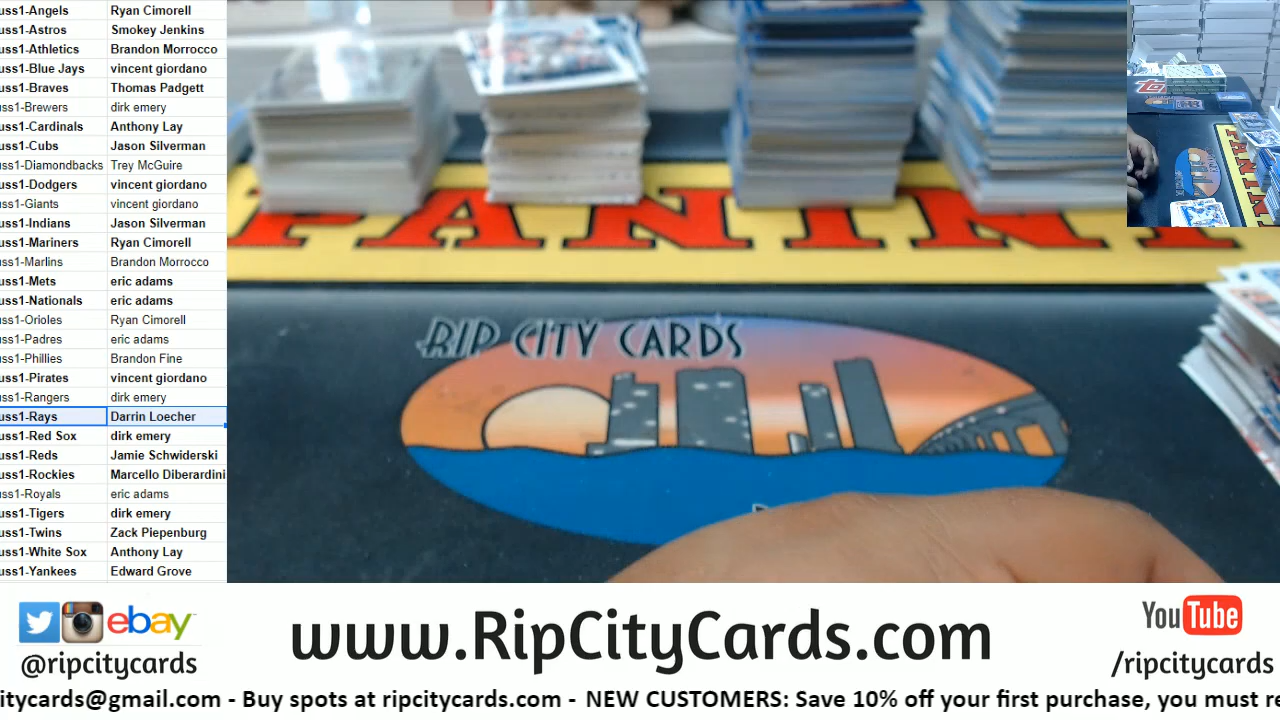 uss1-Angels Ryan Cimorell
uss1-Astros Smokey Jenkins
uss1-Athletics Brandon Morrocco
uss1-Blue Jays vincent giordano
uss1-Braves Thomas Padgett
uss1-Brewers dirk emery
uss1-Cardinals Anthony Lay
uss1-Cubs Jason Silverman
uss1-Diamondbacks Trey McGuire
uss1-Dodgers vincent giordano
uss1-Giants vincent giordano
uss1-Indians Jason Silverman
uss1-Mariners Ryan Cimorell
uss1-Marlins Brandon Morrocco
uss1-Mets eric adams
uss1-Nationals eric adams
uss1-Orioles Ryan Cimorell
uss1-Padres eric adams
uss1-Phillies Brandon Fine
uss1-Pirates vincent giordano
uss1-Rangers dirk emery
uss1-Rays Darrin Loecher
uss1-Red Sox dirk emery
uss1-Reds Jamie Schwiderski
uss1-Rockies Marcello Diberardini
uss1-Royals eric adams
uss1-Tigers dirk emery
uss1-Twins Zack Piepenburg
uss1-White Sox Anthony Lay
uss1-Yankees Edward Grove
PANINI
RIP CITY CARDS
PANINI
ebay
@ripcitycards
www.RipCityCards.com
YouTube
/ripcitycards
citycards@gmail.com - Buy spots at ripcitycards.com - NEW CUSTOMERS: Save 10% off your first purchase, you must re